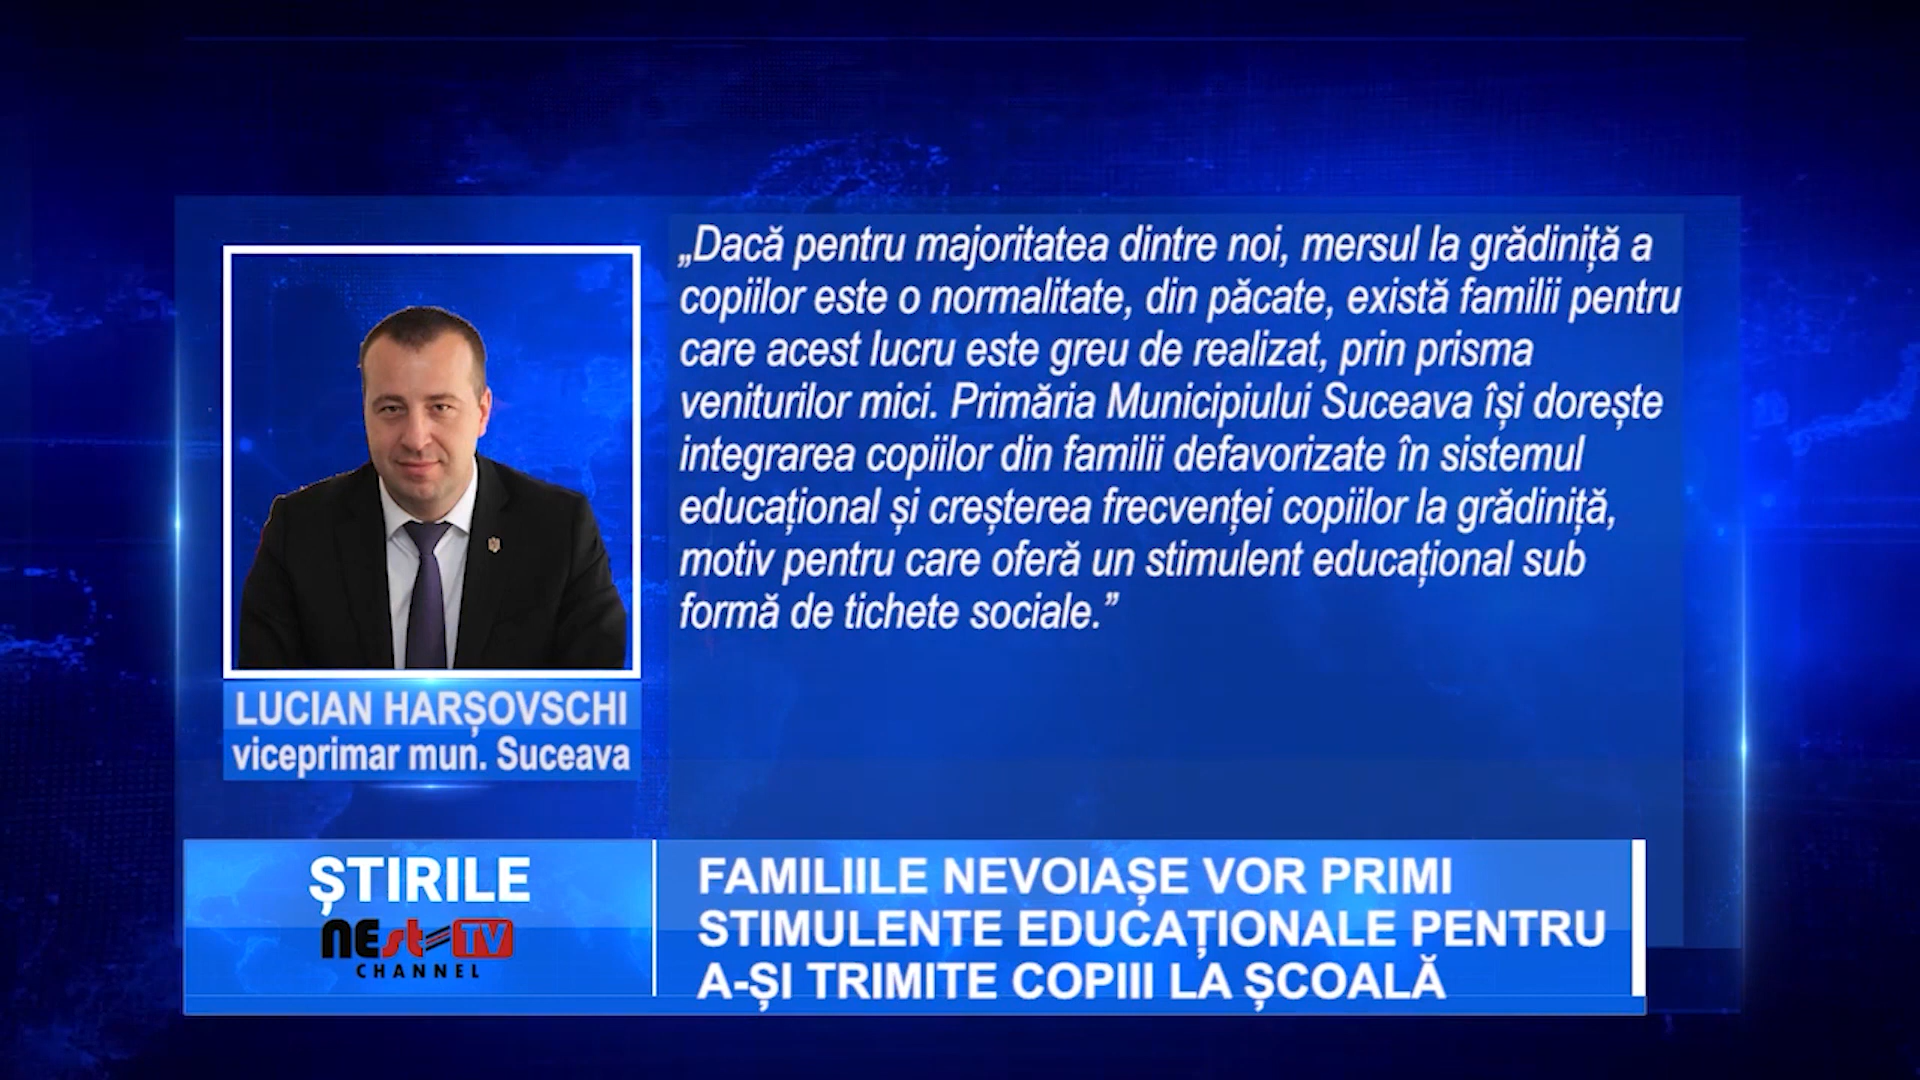 „Dacă pentru majoritatea dintre noi, mersul la grădiniță a
copiilor este o normalitate, din păcate, există familii pentru
care acest lucru este greu de realizat, prin prisma
veniturilor mici. Primăria Municipiului Suceava își dorește
integrarea copiilor din familii defavorizate în sistemul
educațional și creșterea frecvenței copiilor la grădiniță,
motiv pentru care oferă un stimulent educațional sub
formă de tichete sociale.”
LUCIAN HARȘOVSCHI
viceprimar mun. Suceava
ȘTIRILE
NEst TV
CHANNEL
FAMILIILE NEVOIAȘE VOR PRIMI
STIMULENTE EDUCAȚIONALE PENTRU
A-ȘI TRIMITE COPIII LA ȘCOALĂ